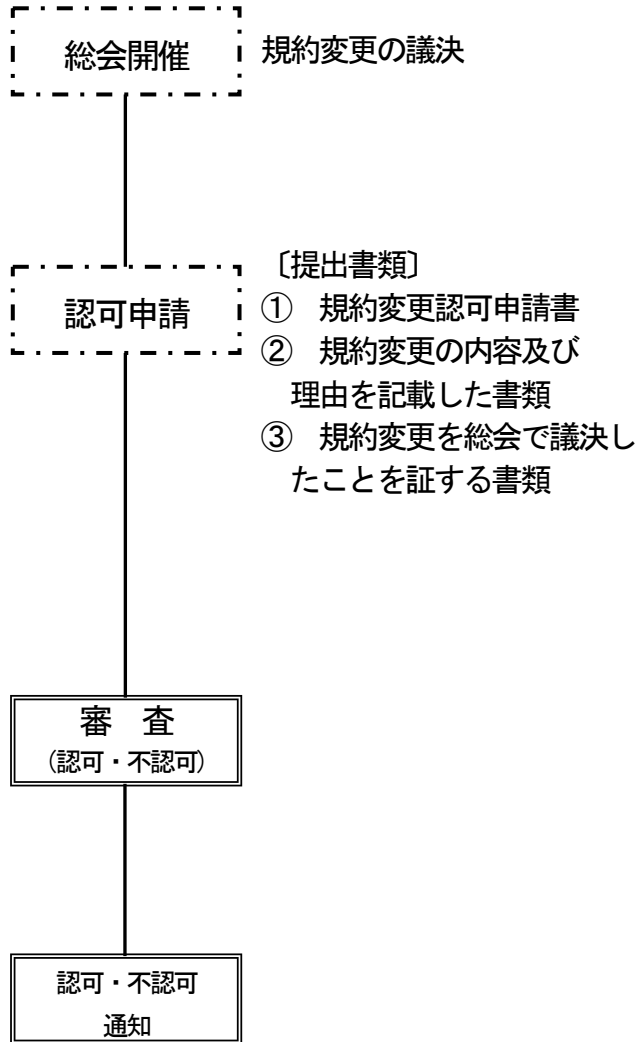 総会開催
規約変更の議決
認可申請
〔提出書類〕
① 規約変更認可申請書
② 規約変更の内容及び
理由を記載した書類
③ 規約変更を総会で議決し
たことを証する書類
審 査
(認可・不認可)
認可・不認可
通知